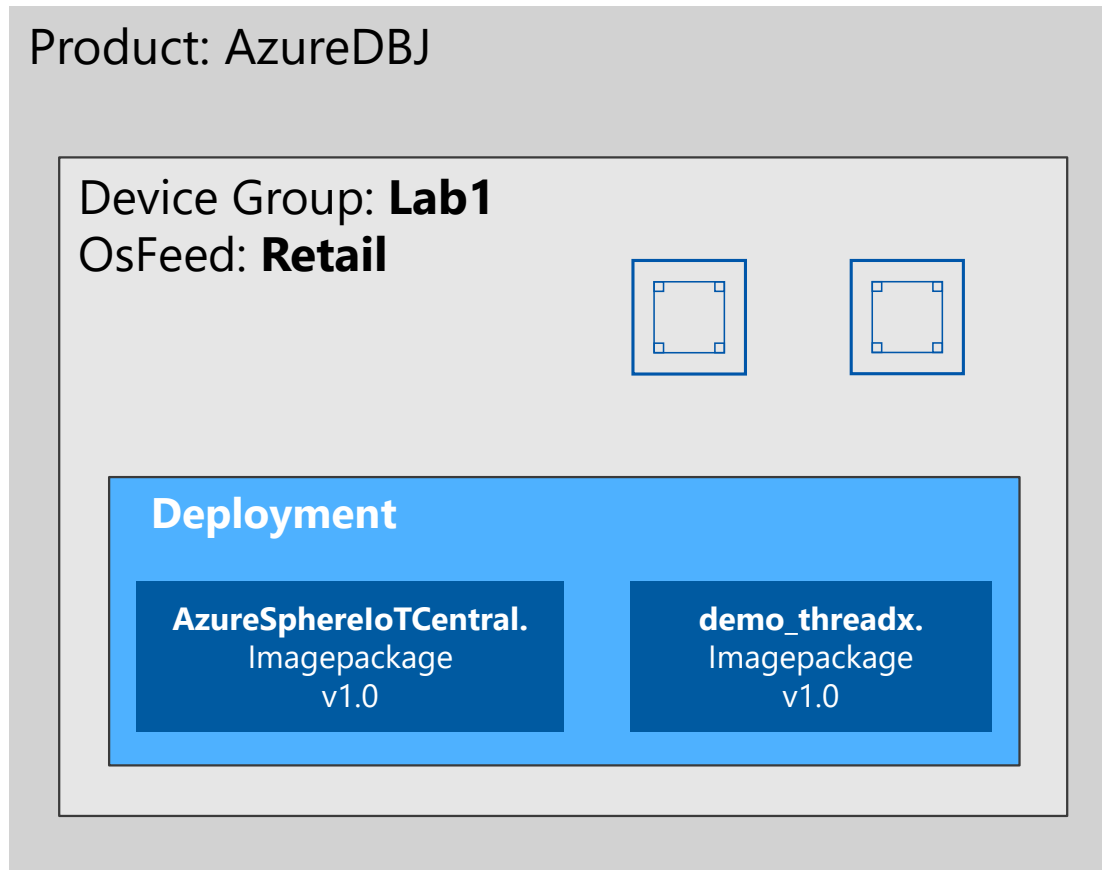 Product: AzureDBJ
Device Group: Lab1
OsFeed: Retail
Deployment
AzureSphereIoTCentral.
Imagepackage
v1.0
demo_threadx.
Imagepackage
v1.0